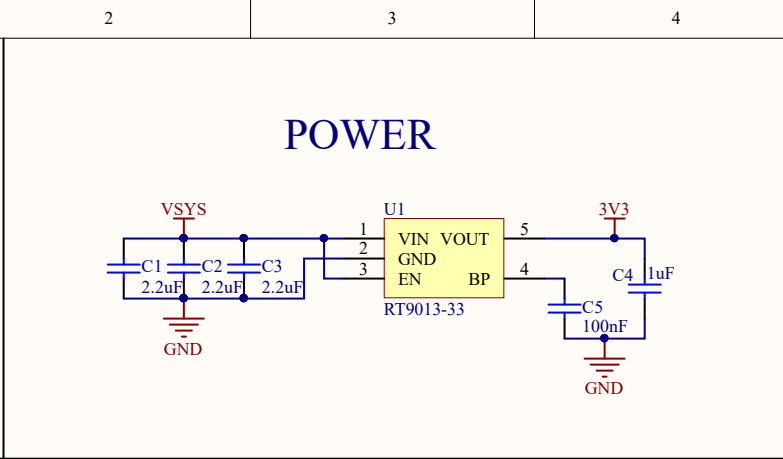 2 3 4
POWER
VSYS U1 3V3
1 VIN VOUT 5
2 GND
3 EN BP 4
C1 C2 C3 C4 1uF
2.2uF 2.2uF 2.2uF
RT9013-33 C5
100nF
GND
GND